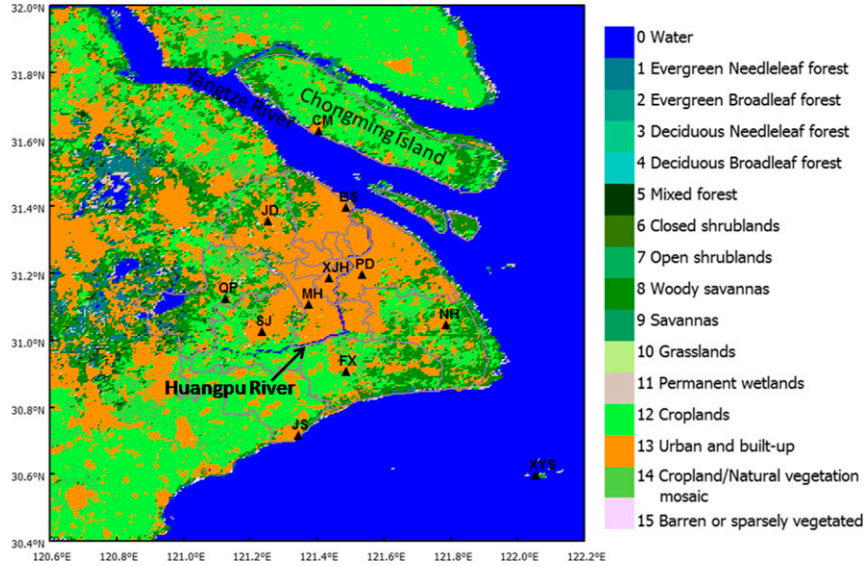 32.0°N
31.8°N
31.6°N
31.4°N
31.2°N
31.0°N
30.8°N
30.6°N
30.4°N
120.6°E 120.8°E 121.0°E 121.2°E 121.4°E 121.6°E 121.8°E 122.0°E 122.2°E
Yangtze River
Chongming Island
CM
BS
JD
XJH
PD
QP
MH
SJ
NH
FX
Huangpu River
JS
XYS
0 Water
1 Evergreen Needleleaf forest
2 Evergreen Broadleaf forest
3 Deciduous Needleleaf forest
4 Deciduous Broadleaf forest
5 Mixed forest
6 Closed shrublands
7 Open shrublands
8 Woody savannas
9 Savannas
10 Grasslands
11 Permanent wetlands
12 Croplands
13 Urban and built-up
14 Cropland/Natural vegetation
mosaic
15 Barren or sparsely vegetated